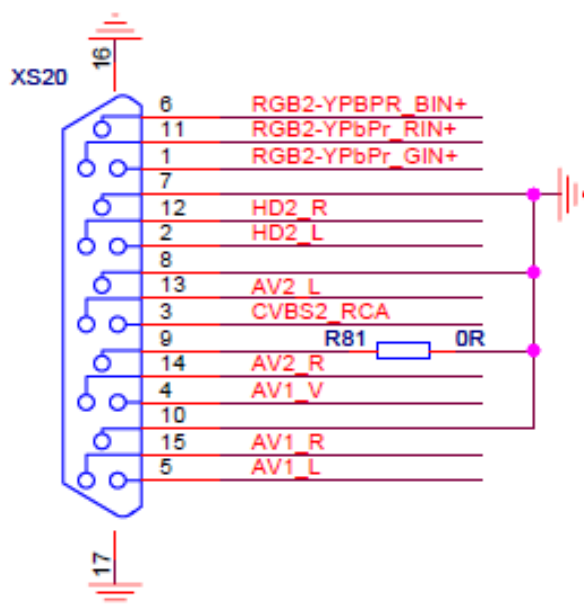 16
XS20
6 RGB2-YPBPR_BIN+
11 RGB2-YPbPr_RIN+
1 RGB2-YPbPr_GIN+
7
12 HD2_R
2 HD2_L
8
13 AV2_L
3 CVBS2_RCA
9 R81 0R
14 AV2_R
4 AV1_V
10
15 AV1_R
5 AV1_L
17